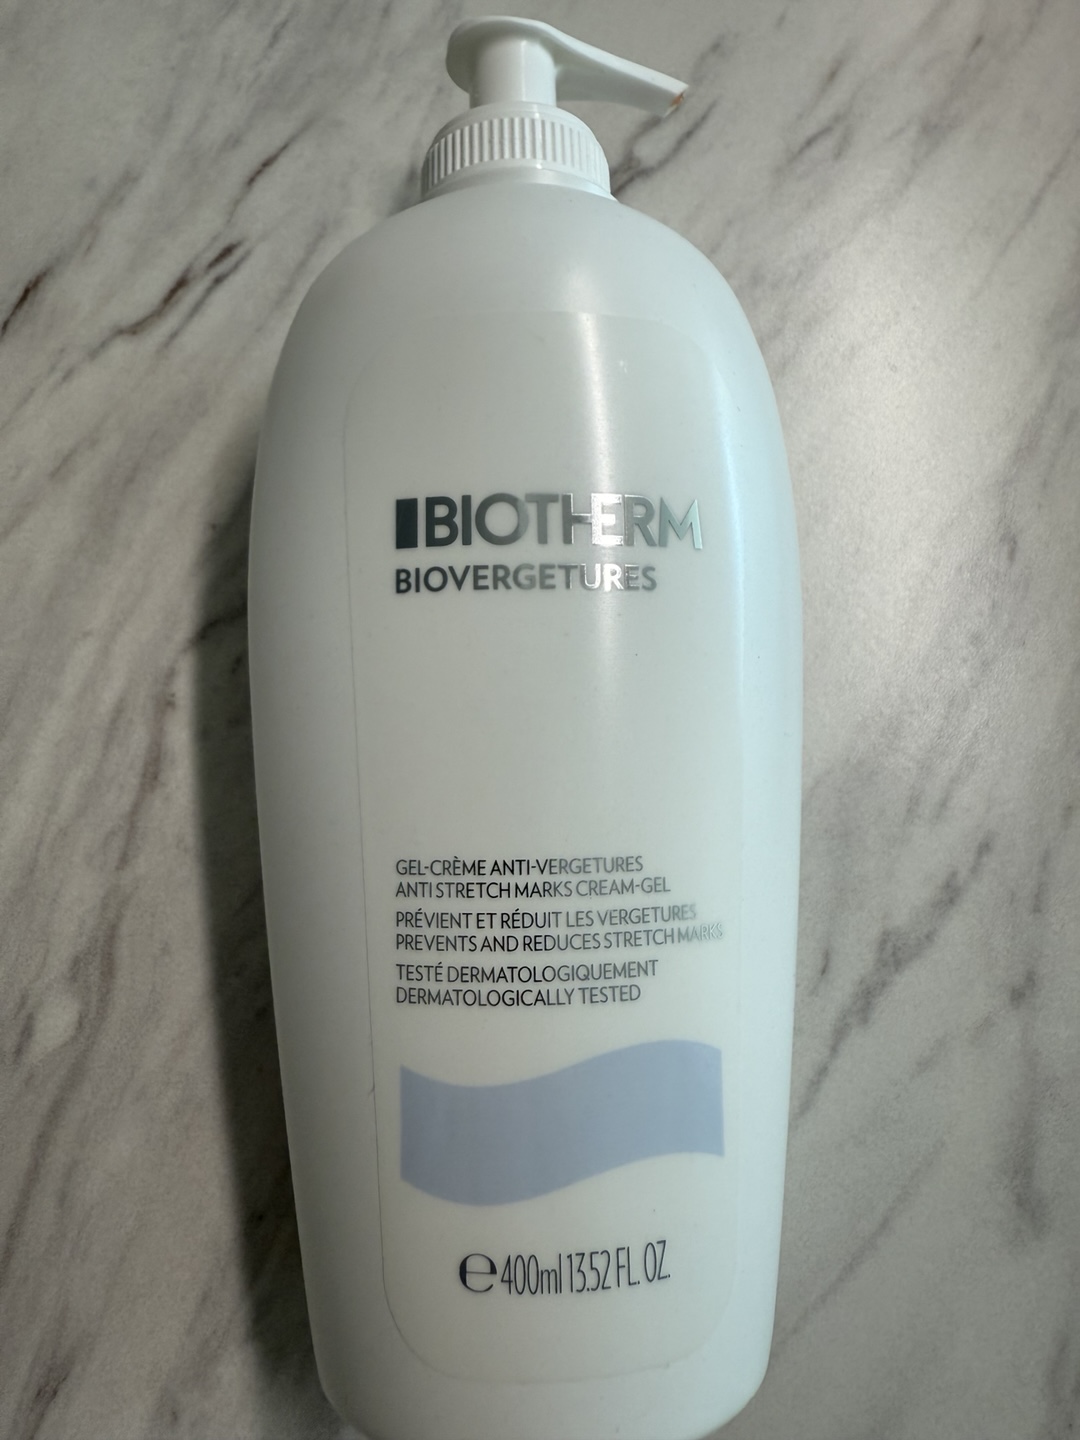 BIOTHERM
BIOVERGETURES
GEL-CRÈME ANTI-VERGETURES
ANTI STRETCH MARKS CREAM-GEL
PRÉVIENT ET RÉDUIT LES VERGETURES
PREVENTS AND REDUCES STRETCH MARKS
TESTÉ DERMATOLOGIQUEMENT
DERMATOLOGICALLY TESTED
℮400ml 13.52 FL. OZ.